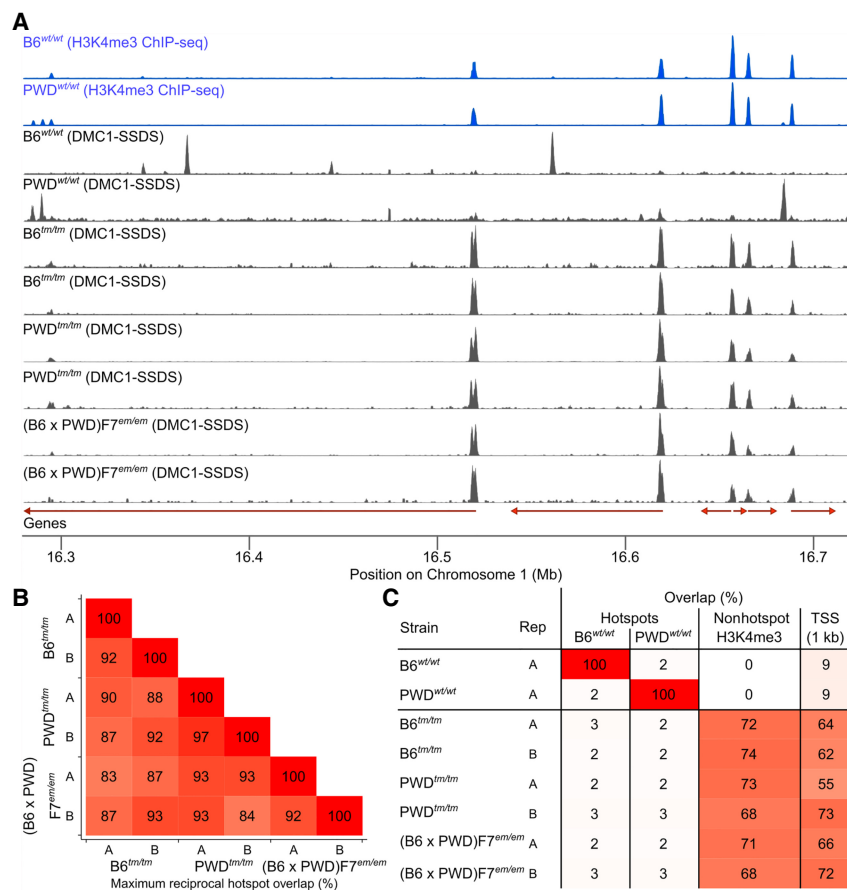 A
B6wt/wt (H3K4me3 ChIP-seq)
PWDwt/wt (H3K4me3 ChIP-seq)
B6wt/wt (DMC1-SSDS)
PWDwt/wt (DMC1-SSDS)
B6tm/tm (DMC1-SSDS)
B6tm/tm (DMC1-SSDS)
PWDtm/tm (DMC1-SSDS)
PWDtm/tm (DMC1-SSDS)
(B6 x PWD)F7em/em (DMC1-SSDS)
(B6 x PWD)F7em/em (DMC1-SSDS)
Genes
16.3 16.4 16.5 16.6 16.7
Position on Chromosome 1 (Mb)
B
B6tm/tm
PWDtm/tm
(B6 x PWD)
F7em/em
A 100
B 92 100
A 90 88 100
B 87 92 97 100
A 83 87 93 93 100
B 87 93 93 84 92 100
A B A B A B
B6tm/tm PWDtm/tm (B6 x PWD)F7em/em
Maximum reciprocal hotspot overlap (%)
C
Overlap (%)
Hotspots Nonhotspot TSS
Strain Rep B6wt/wt PWDwt/wt H3K4me3 (1 kb)
B6wt/wt A 100 2 0 9
PWDwt/wt A 2 100 0 9
B6tm/tm A 3 2 72 64
B6tm/tm B 2 2 74 62
PWDtm/tm A 2 2 73 55
PWDtm/tm B 3 3 68 73
(B6 x PWD)F7em/em A 2 2 71 66
(B6 x PWD)F7em/em B 3 3 68 72